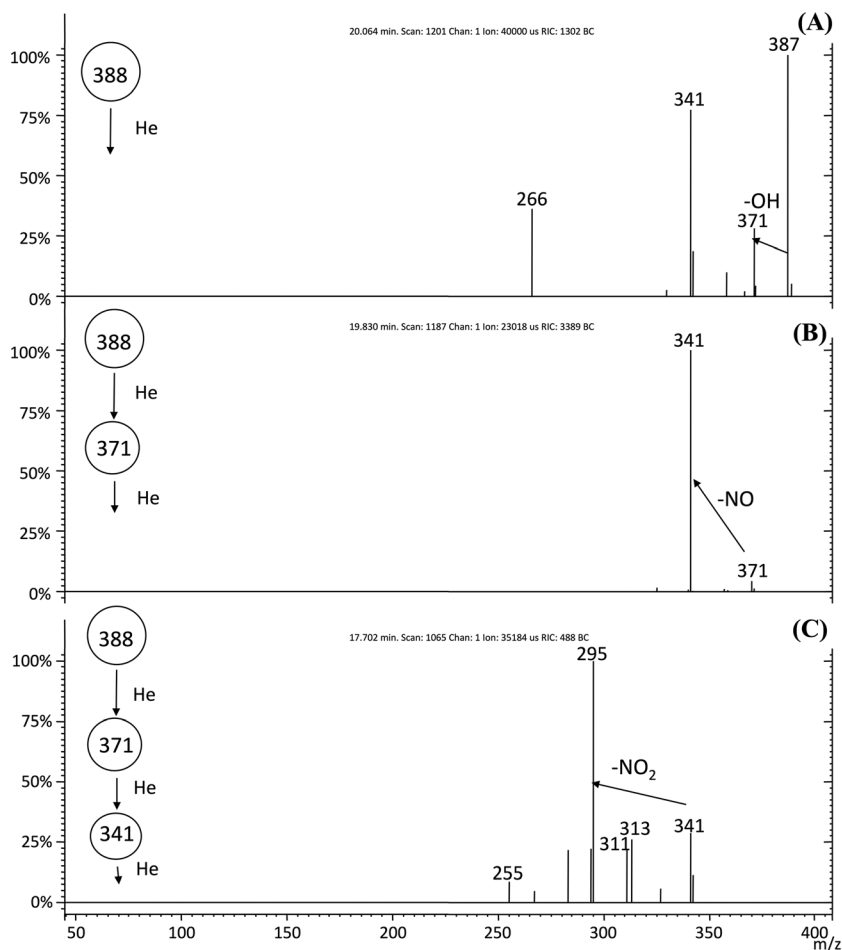 (A)
20.064 min. Scan: 1201 Chan: 1 Ion: 40000 us RIC: 1302 BC
387
100%
388
341
75%
He
50%
266
-OH
371
25%
0%
(B)
19.830 min. Scan: 1187 Chan: 1 Ion: 23018 us RIC: 3389 BC
341
100%
388
75%
He
371
50%
He
-NO
25%
371
0%
(C)
17.702 min. Scan: 1065 Chan: 1 Ion: 35184 us RIC: 488 BC
388
295
100%
He
75%
371
-NO₂
50%
He
341
311
313
341
25%
He
255
0%
50 100 150 200 250 300 350 400
m/z